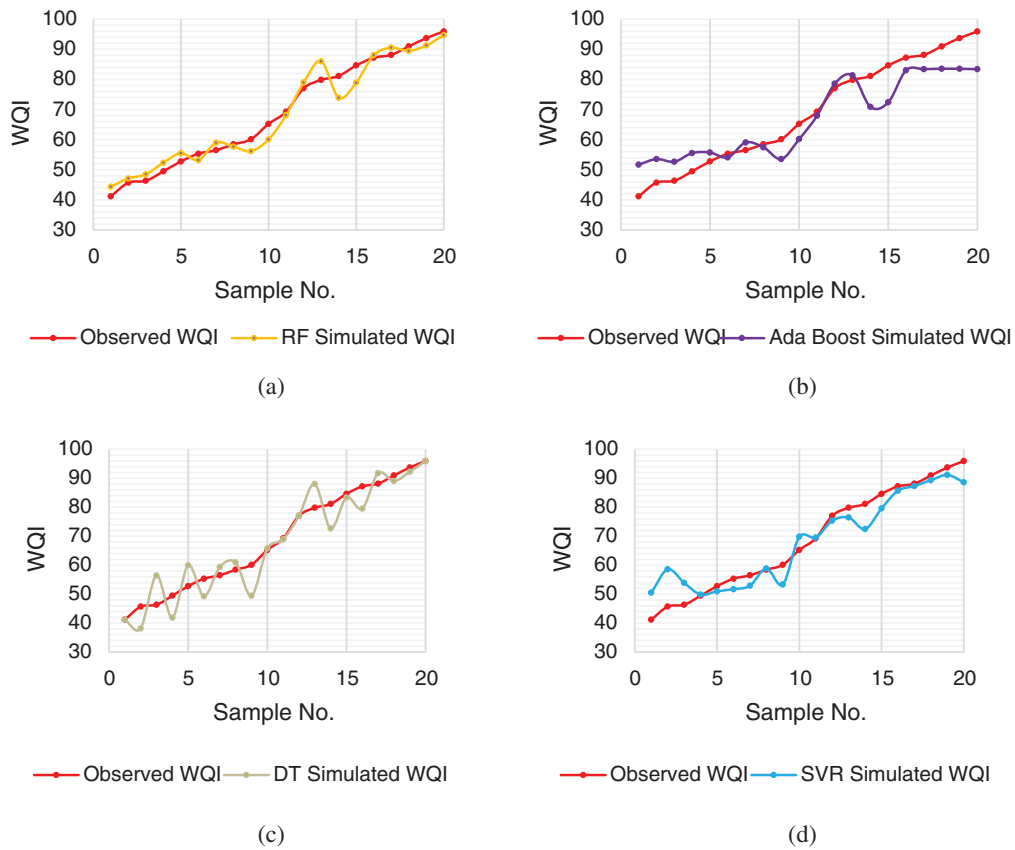 100
90
80
70
60
50
40
30
WQI
0
5
10
15
20
Sample No.
Observed WQI
RF Simulated WQI
(a)
100
90
80
70
60
50
40
30
WQI
0
5
10
15
20
Sample No.
Observed WQI
Ada Boost Simulated WQI
(b)
100
90
80
70
60
50
40
30
WQI
0
5
10
15
20
Sample No.
Observed WQI
DT Simulated WQI
(c)
100
90
80
70
60
50
40
30
WQI
0
5
10
15
20
Sample No.
Observed WQI
SVR Simulated WQI
(d)